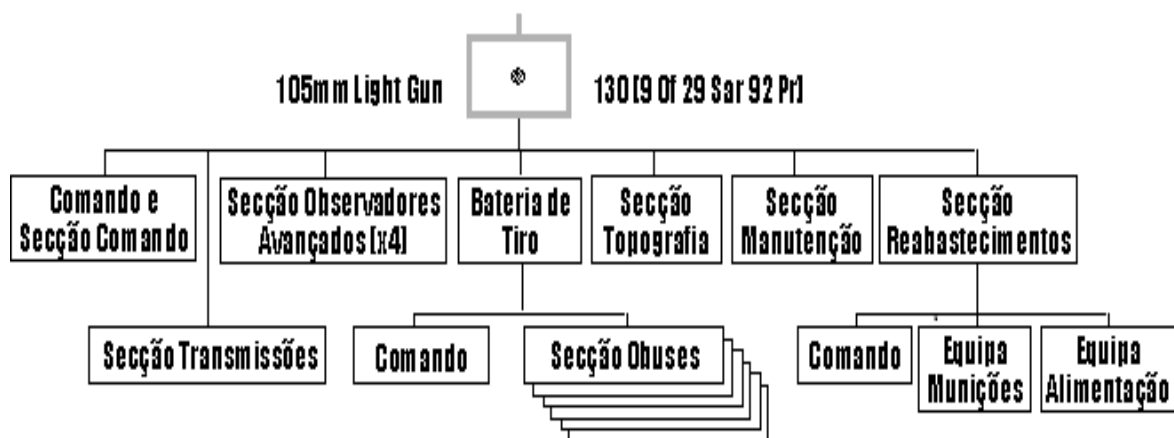 105mm Light Gun
130 [9 Of 29 Sar 92 Pr]
Comando e
Secção Comando
Secção Observadores
Avançados [x4]
Bateria de
Tiro
Secção
Topografia
Secção
Manutenção
Secção
Reabastecimentos
Secção Transmissões
Comando
Secção Obuses
Comando
Equipa
Munições
Equipa
Alimentação